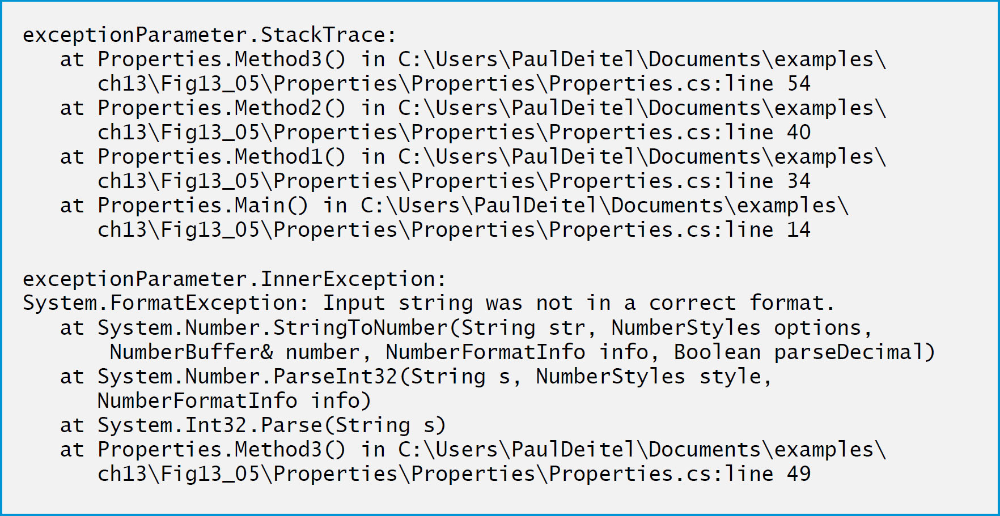 exceptionParameter.StackTrace:
   at Properties.Method3() in C:\Users\PaulDeitel\Documents\examples\
      ch13\Fig13_05\Properties\Properties\Properties.cs:line 54
   at Properties.Method2() in C:\Users\PaulDeitel\Documents\examples\
      ch13\Fig13_05\Properties\Properties\Properties.cs:line 40
   at Properties.Method1() in C:\Users\PaulDeitel\Documents\examples\
      ch13\Fig13_05\Properties\Properties\Properties.cs:line 34
   at Properties.Main() in C:\Users\PaulDeitel\Documents\examples\
      ch13\Fig13_05\Properties\Properties\Properties.cs:line 14

exceptionParameter.InnerException:
System.FormatException: Input string was not in a correct format.
   at System.Number.StringToNumber(String str, NumberStyles options,
       NumberBuffer& number, NumberFormatInfo info, Boolean parseDecimal)
   at System.Number.ParseInt32(String s, NumberStyles style,
      NumberFormatInfo info)
   at System.Int32.Parse(String s)
   at Properties.Method3() in C:\Users\PaulDeitel\Documents\examples\
      ch13\Fig13_05\Properties\Properties\Properties.cs:line 49